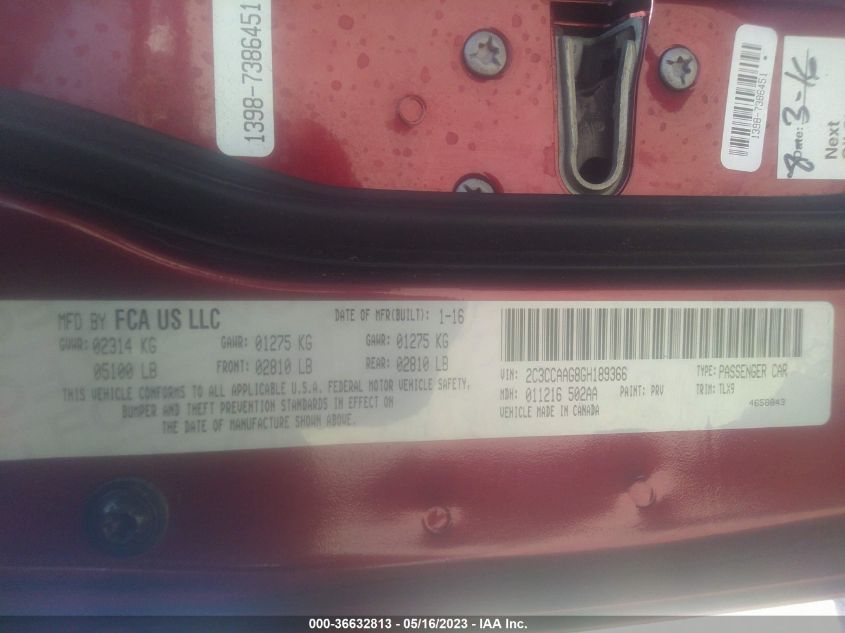 1398-7386451
1398-7386451
Date: 3-16
Next
MFD BY FCA US LLC
DATE OF MFR(BUILT): 1-16
GVWR: 02314 KG
GAWR: 01275 KG
GAWR: 01275 KG
05100 LB
FRONT: 02810 LB
REAR: 02810 LB
THIS VEHICLE CONFORMS TO ALL APPLICABLE U.S.A. FEDERAL MOTOR VEHICLE SAFETY,
BUMPER AND THEFT PREVENTION STANDARDS IN EFFECT ON
THE DATE OF MANUFACTURE SHOWN ABOVE.
VIN: 2C3CCAAG8GH189366
TYPE: PASSENGER CAR
MDH: 011216 502AA
PAINT: PRV
TRIM: TLX9
VEHICLE MADE IN CANADA
4658843
000-36632813 - 05/16/2023 - IAA Inc.